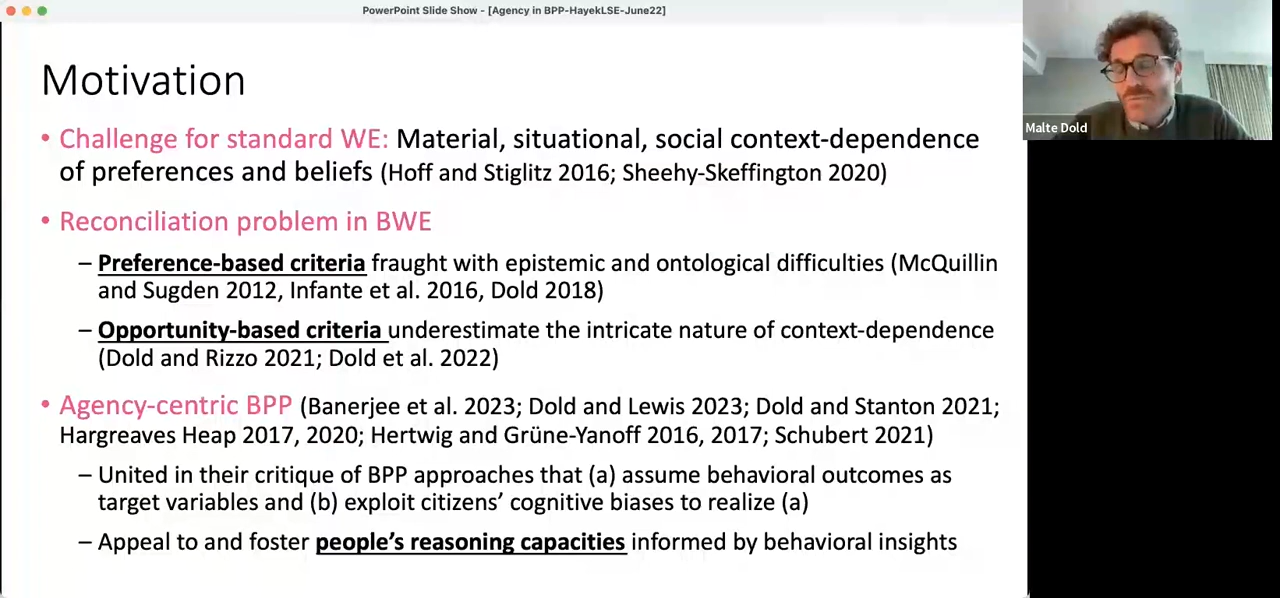 PowerPoint Slide Show - [Agency in BPP-HayekLSE-June22]
Motivation
• Challenge for standard WE: Material, situational, social context-dependence
of preferences and beliefs (Hoff and Stiglitz 2016; Sheehy-Skeffington 2020)
• Reconciliation problem in BWE
– Preference-based criteria fraught with epistemic and ontological difficulties (McQuillin
and Sugden 2012, Infante et al. 2016, Dold 2018)
– Opportunity-based criteria underestimate the intricate nature of context-dependence
(Dold and Rizzo 2021; Dold et al. 2022)
• Agency-centric BPP (Banerjee et al. 2023; Dold and Lewis 2023; Dold and Stanton 2021;
Hargreaves Heap 2017, 2020; Hertwig and Grüne-Yanoff 2016, 2017; Schubert 2021)
– United in their critique of BPP approaches that (a) assume behavioral outcomes as
target variables and (b) exploit citizens’ cognitive biases to realize (a)
– Appeal to and foster people’s reasoning capacities informed by behavioral insights
Malte Dold